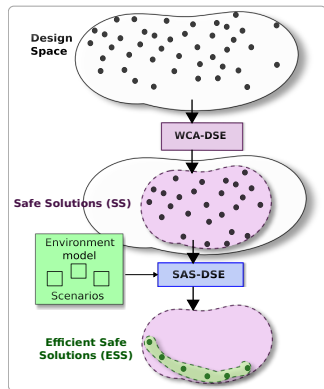 Design
Space
WCA-DSE
Safe Solutions (SS)
Environment
model
Scenarios
SAS-DSE
Efficient Safe
Solutions (ESS)